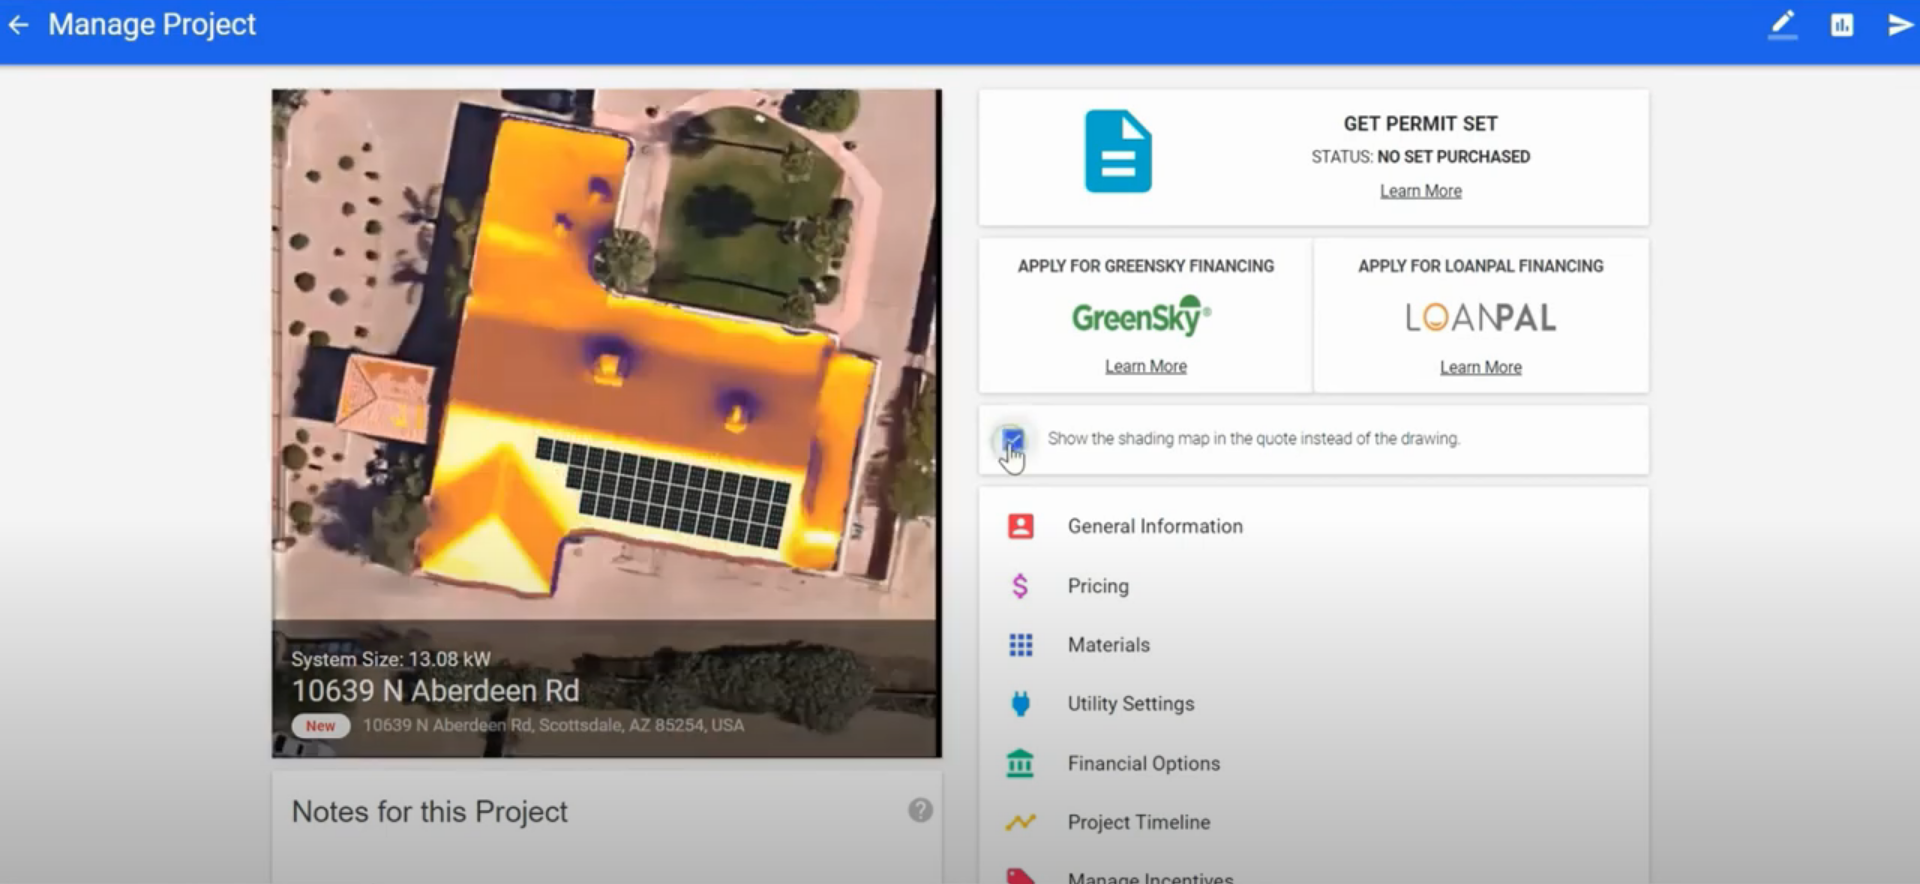 Manage Project
System Size: 13.08 kW
10639 N Aberdeen Rd
New
10639 N Aberdeen Rd, Scottsdale, AZ 85254, USA
Notes for this Project
GET PERMIT SET
STATUS: NO SET PURCHASED
Learn More
APPLY FOR GREENSKY FINANCING
GreenSky®
Learn More
APPLY FOR LOANPAL FINANCING
LOANPAL
Learn More
Show the shading map in the quote instead of the drawing.
General Information
Pricing
Materials
Utility Settings
Financial Options
Project Timeline
Manage Incentives